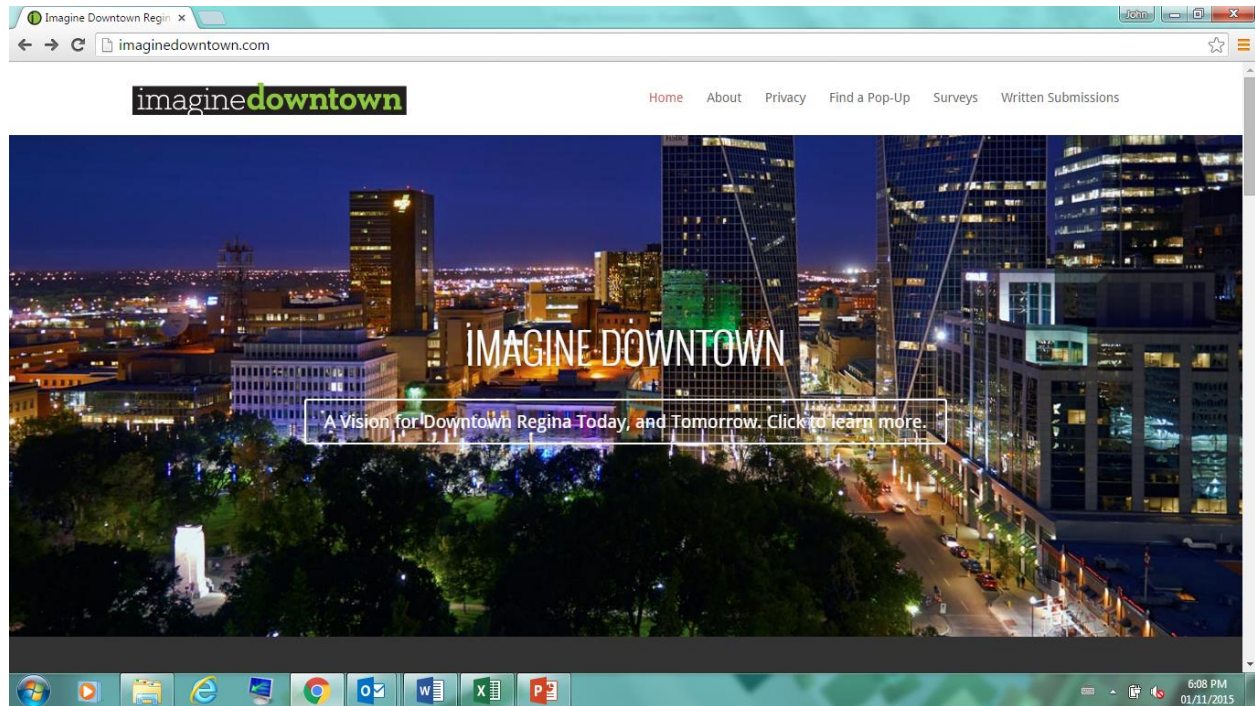 Imagine Downtown Regin
John
imaginedowntown.com
imaginedowntown
Home About Privacy Find a Pop-Up Surveys Written Submissions
IMAGINE DOWNTOWN
A Vision for Downtown Regina Today, and Tomorrow. Click to learn more.
6:08 PM
01/11/2015